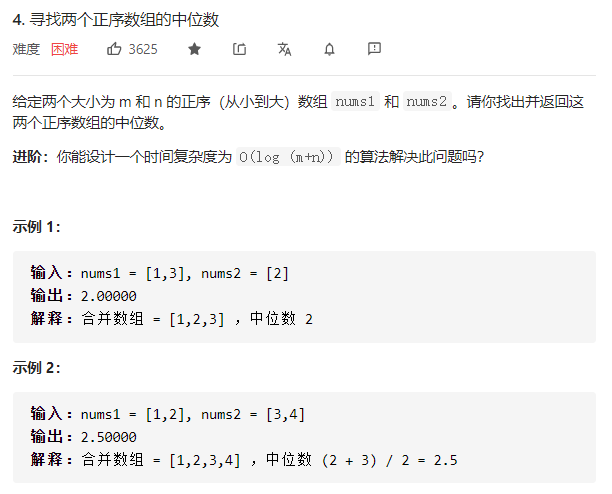 4. 寻找两个正序数组的中位数
难度 困难 3625
给定两个大小为 m 和 n 的正序（从小到大）数组 nums1 和 nums2。请你找出并返回这
两个正序数组的中位数。
进阶：你能设计一个时间复杂度为 O(log (m+n)) 的算法解决此问题吗？
示例 1：
输入：nums1 = [1,3], nums2 = [2]
输出：2.00000
解释：合并数组 = [1,2,3] ，中位数 2
示例 2：
输入：nums1 = [1,2], nums2 = [3,4]
输出：2.50000
解释：合并数组 = [1,2,3,4] ，中位数 (2 + 3) / 2 = 2.5